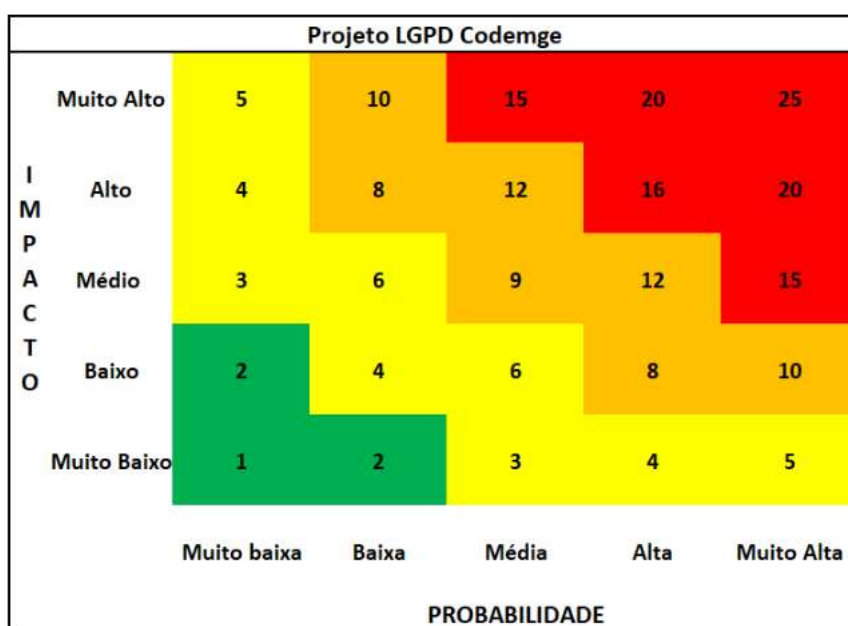 Projeto LGPD Codemge
Muito Alto 5 10 15 20 25
Alto 4 8 12 16 20
Médio 3 6 9 12 15
Baixo 2 4 6 8 10
Muito Baixo 1 2 3 4 5
IMPACTO
Muito baixa Baixa Média Alta Muito Alta
PROBABILIDADE